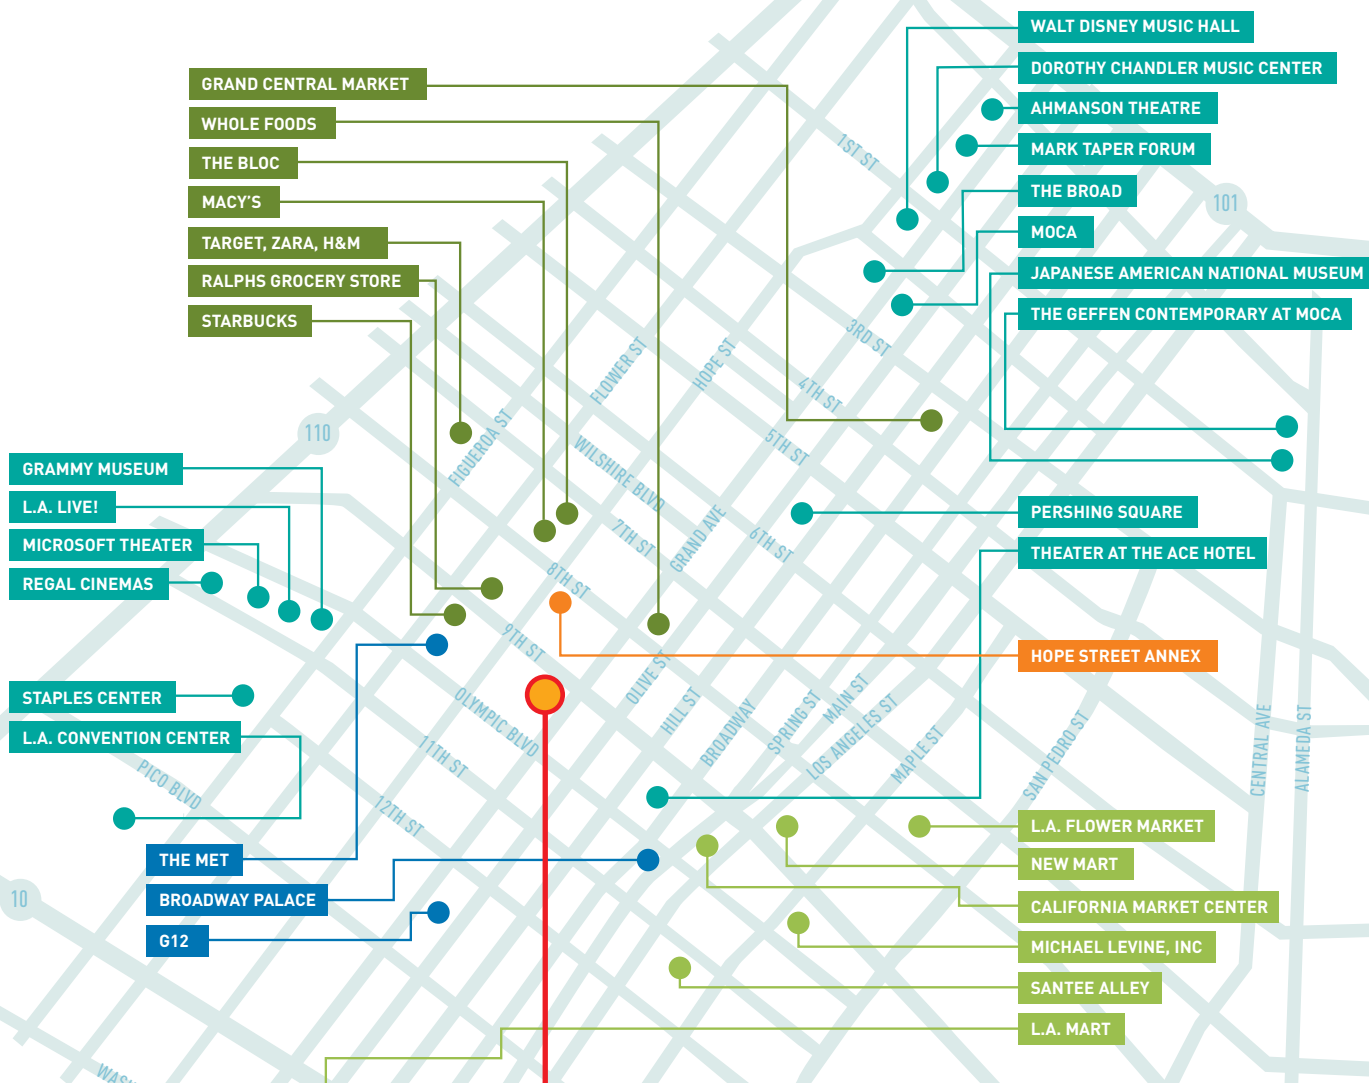 WALT DISNEY MUSIC HALL
DOROTHY CHANDLER MUSIC CENTER
GRAND CENTRAL MARKET
AHMANSON THEATRE
WHOLE FOODS
MARK TAPER FORUM
1ST ST
THE BLOC
THE BROAD
MACY'S
101
MOCA
TARGET, ZARA, H&M
JAPANESE AMERICAN NATIONAL MUSEUM
RALPHS GROCERY STORE
THE GEFFEN CONTEMPORARY AT MOCA
STARBUCKS
3RD ST
FLOWER ST
HOPE ST
4TH ST
110
FIGUEROA ST
5TH ST
GRAMMY MUSEUM
WILSHIRE BLVD
L.A. LIVE!
PERSHING SQUARE
7TH ST
GRAND AVE
6TH ST
MICROSOFT THEATER
THEATER AT THE ACE HOTEL
REGAL CINEMAS
8TH ST
9TH ST
HOPE STREET ANNEX
OLIVE ST
STAPLES CENTER
HILL ST
MAIN ST
OLYMPIC BLVD
SPRING ST
BROADWAY
LOS ANGELES ST
L.A. CONVENTION CENTER
11TH ST
MAPLE ST
SAN PEDRO ST
CENTRAL AVE
ALAMEDA ST
PICO BLVD
12TH ST
L.A. FLOWER MARKET
THE MET
NEW MART
BROADWAY PALACE
10
CALIFORNIA MARKET CENTER
G12
MICHAEL LEVINE, INC
SANTEE ALLEY
L.A. MART